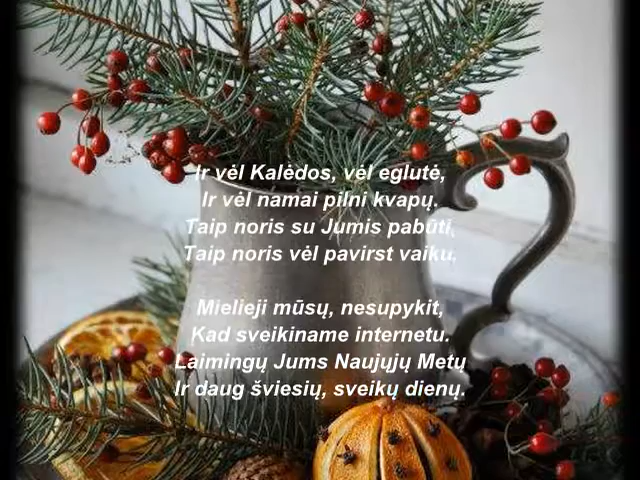 Ir vėl Kalėdos, vėl eglutė,
Ir vėl namai pilni kvapų.
Taip noris su Jumis pabūti,
Taip noris vėl pavirst vaiku.
Mielieji mūsų, nesupykit,
Kad sveikiname internetu.
Laimingų Jums Naujųjų Metų
Ir daug šviesių, sveikų dienų.